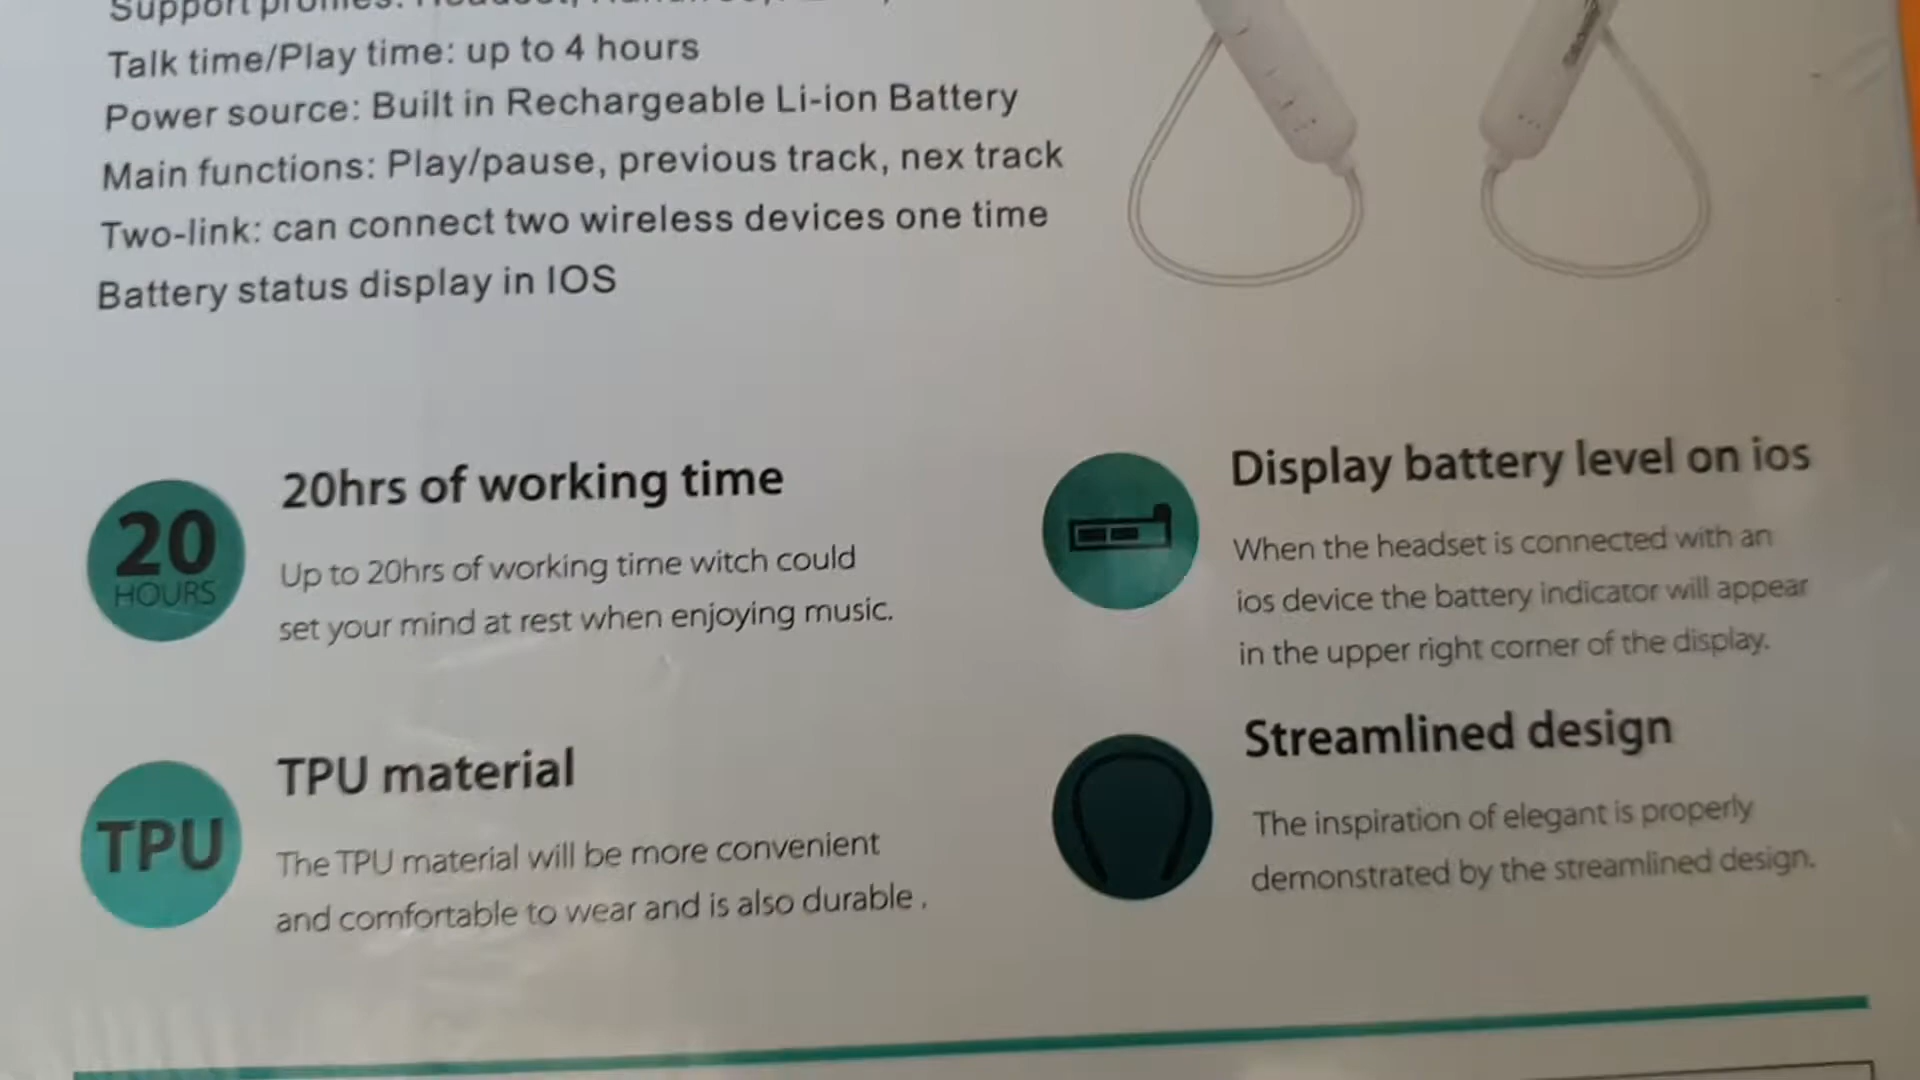 Support profiles: Headset,
Talk time/Play time: up to 4 hours
Power source: Built in Rechargeable Li-ion Battery
Main functions: Play/pause, previous track, nex track
Two-link: can connect two wireless devices one time
Battery status display in IOS
20
HOURS
20hrs of working time
Up to 20hrs of working time witch could
set your mind at rest when enjoying music.
Display battery level on ios
When the headset is connected with an
ios device the battery indicator will appear
in the upper right corner of the display.
TPU
TPU material
The TPU material will be more convenient
and comfortable to wear and is also durable .
Streamlined design
The inspiration of elegant is properly
demonstrated by the streamlined design.